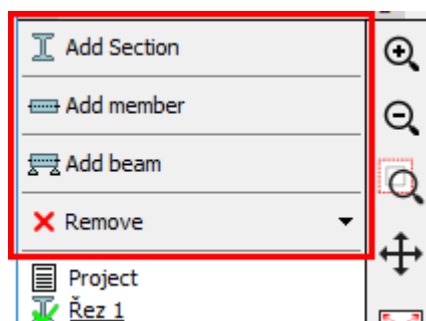 Add Section
Add member
Add beam
Remove
Project
Řez 1